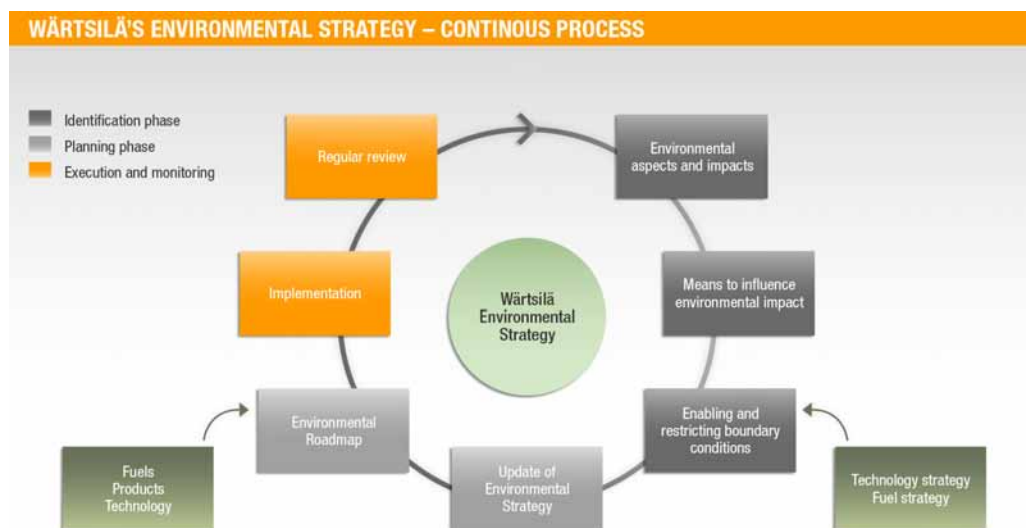 WÄRTSILÄ'S ENVIRONMENTAL STRATEGY – CONTINOUS PROCESS
Identification phase
Planning phase
Execution and monitoring
Regular review
Environmental
aspects and impacts
Implementation
Wärtsilä
Environmental
Strategy
Means to influence
environmental impact
Environmental
Roadmap
Enabling and
restricting boundary
conditions
Fuels
Products
Technology
Update of
Environmental
Strategy
Technology strategy
Fuel strategy